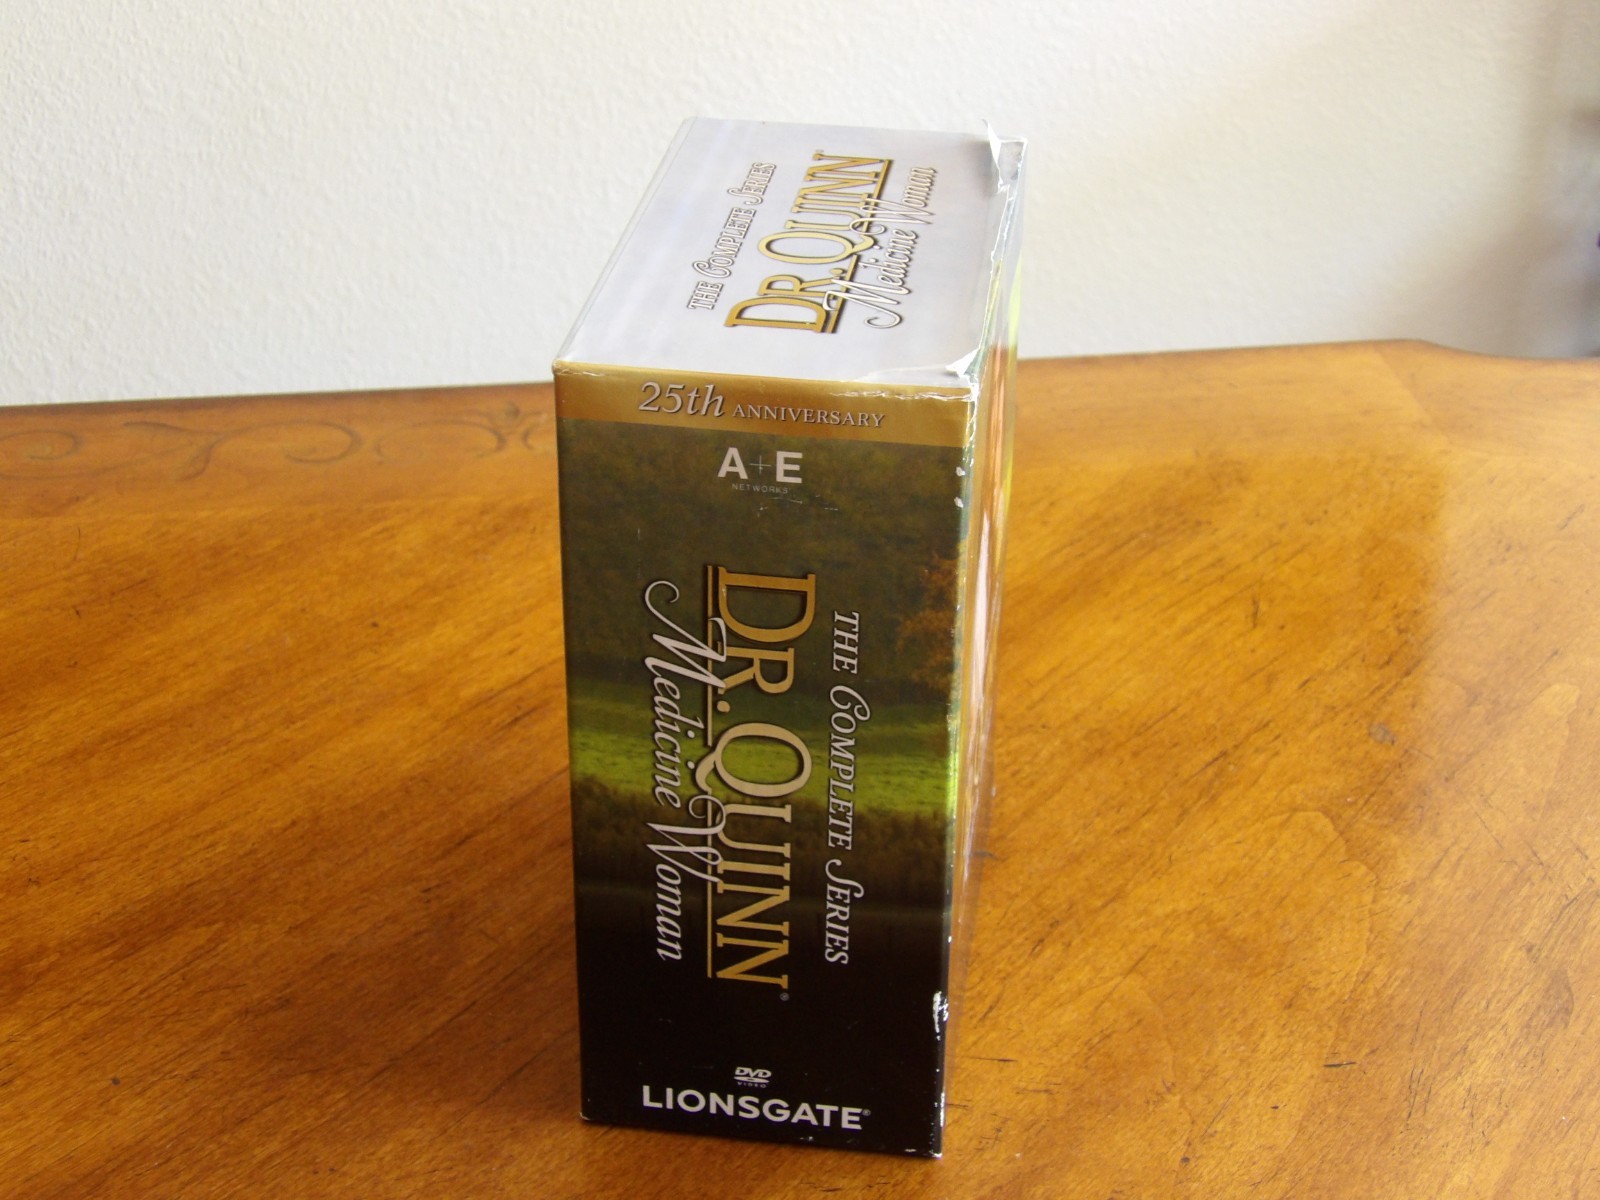 THE COMPLETE SERIES
DR. QUINN
Medicine Woman
25th ANNIVERSARY
A+E
NETWORKS
THE COMPLETE SERIES
DR. QUINN®
Medicine Woman
DVD
VIDEO
LIONSGATE®